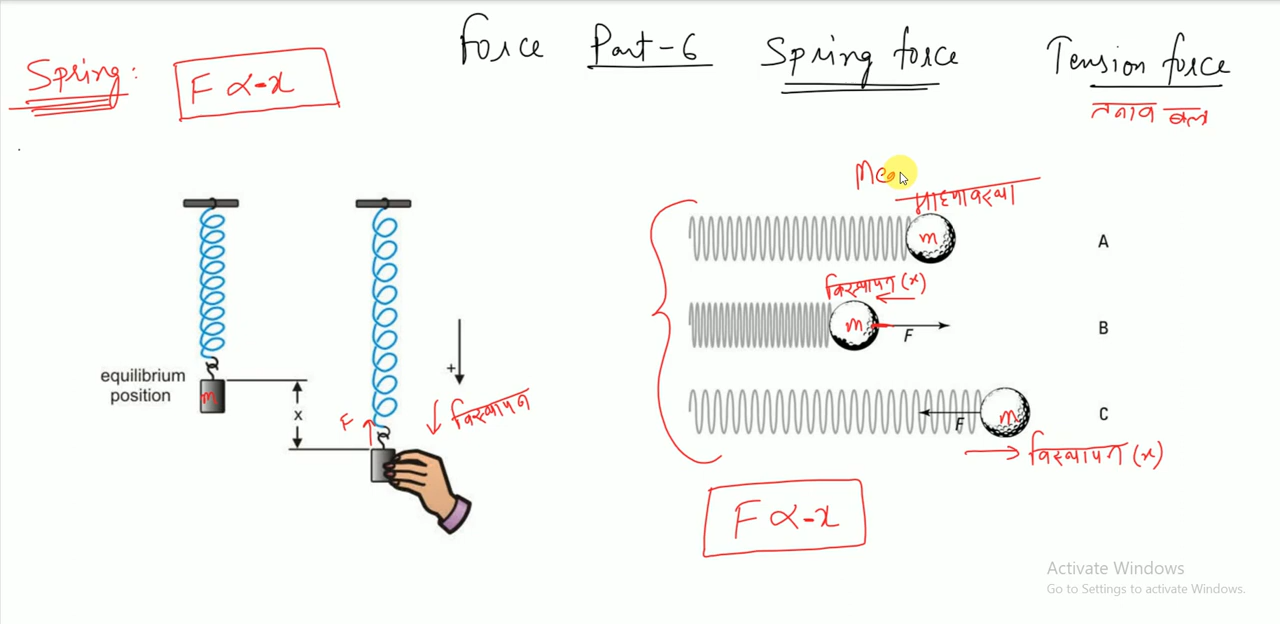 Force Part-6 Spring force Tension force
तनाव बल
Spring: F ∝ -x
Mea
माध्यावस्था
m
A
विस्थापन (x)
m
F
B
equilibrium
position
m
x
+
F
विस्थापन
m
F
C
विस्थापन (x)
F ∝ -x
Activate Windows
Go to Settings to activate Windows.